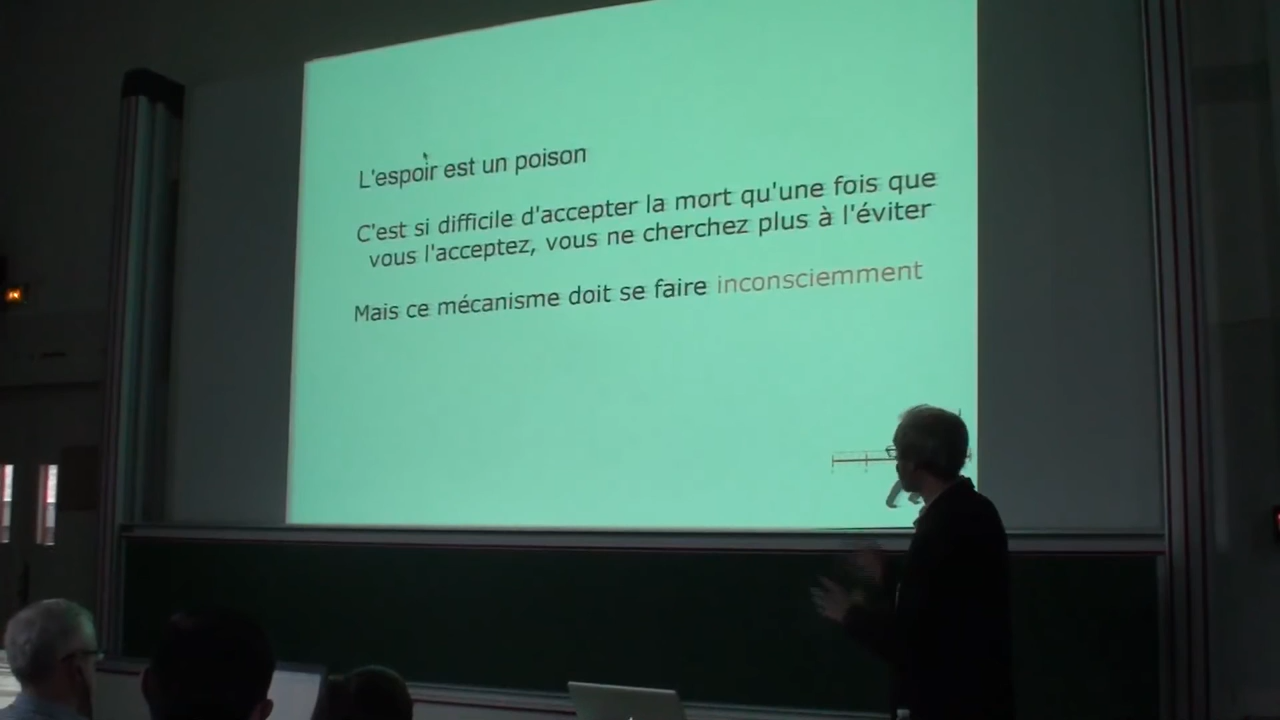 L'espoir est un poison
C'est si difficile d'accepter la mort qu'une fois que
vous l'acceptez, vous ne cherchez plus à l'éviter
Mais ce mécanisme doit se faire inconsciemment